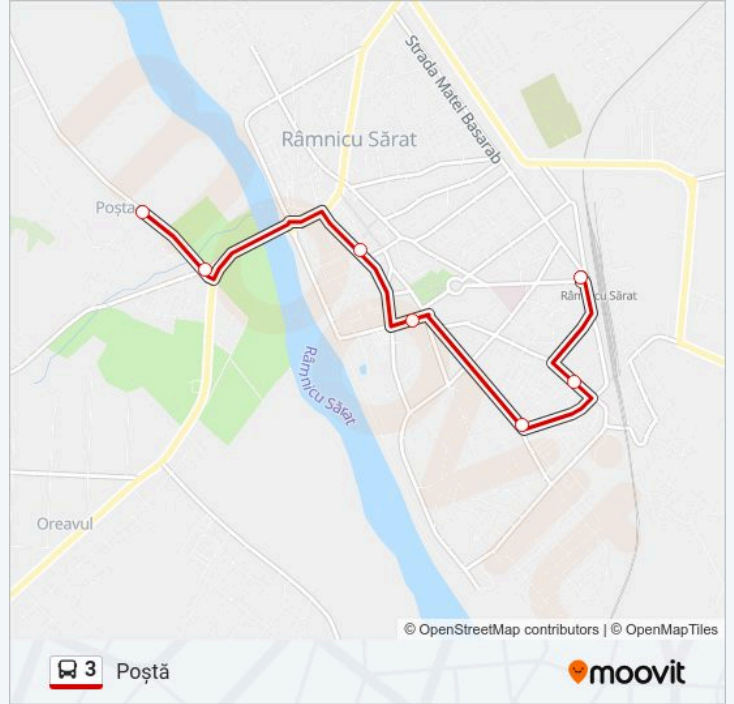 Strada Matei Basarab
Râmnicu Sărat
Poșta
Râmnicu Sărat
Râmnicu Sărat
Oreavul
© OpenStreetMap contributors | © OpenMapTiles
3 Poștă
moovit